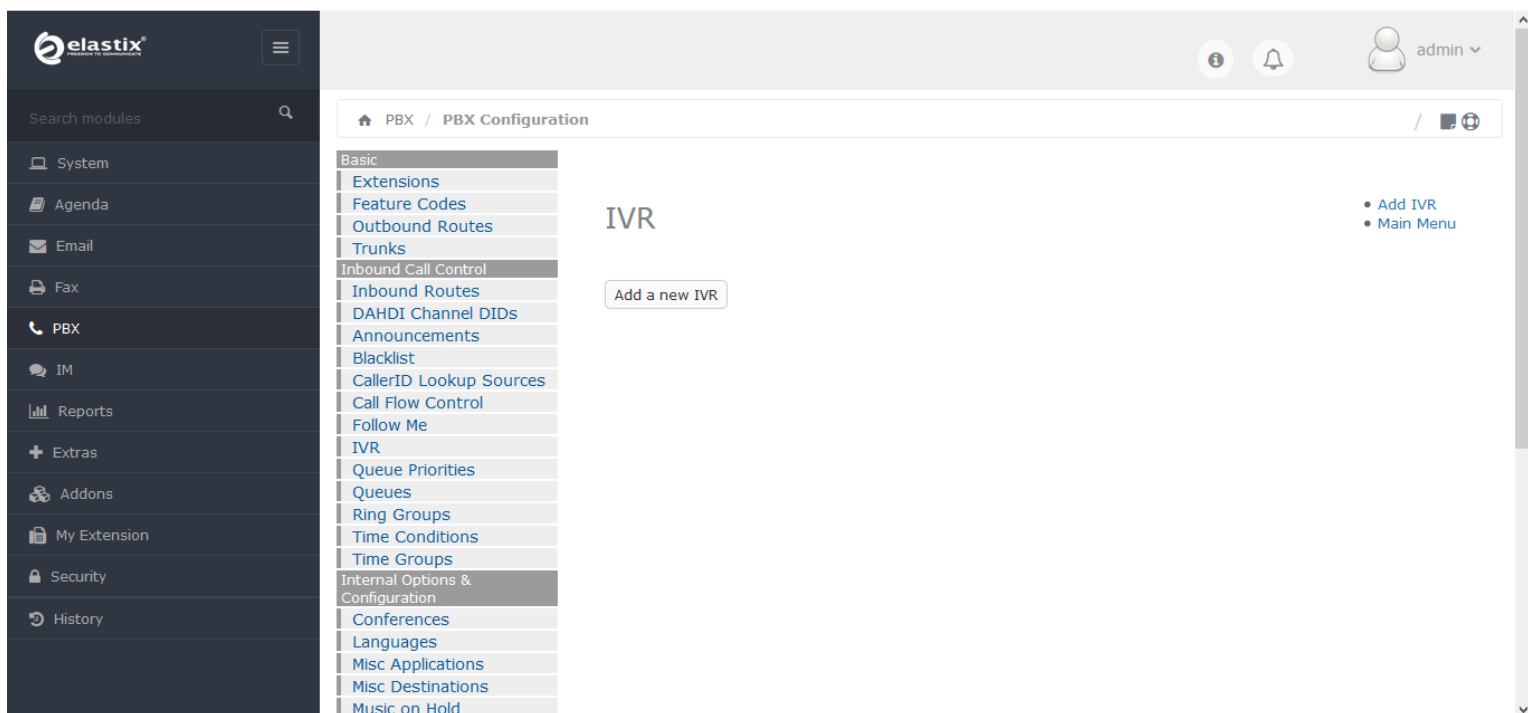 elastix®
FREEDOM TO COMMUNICATE
admin
Search modules
PBX / PBX Configuration
/
System
Agenda
Email
Fax
PBX
IM
Reports
Extras
Addons
My Extension
Security
History
Basic
Extensions
Feature Codes
Outbound Routes
Trunks
Inbound Call Control
Inbound Routes
DAHDI Channel DIDs
Announcements
Blacklist
CallerID Lookup Sources
Call Flow Control
Follow Me
IVR
Queue Priorities
Queues
Ring Groups
Time Conditions
Time Groups
Internal Options &
Configuration
Conferences
Languages
Misc Applications
Misc Destinations
Music on Hold
IVR
Add a new IVR
• Add IVR
• Main Menu